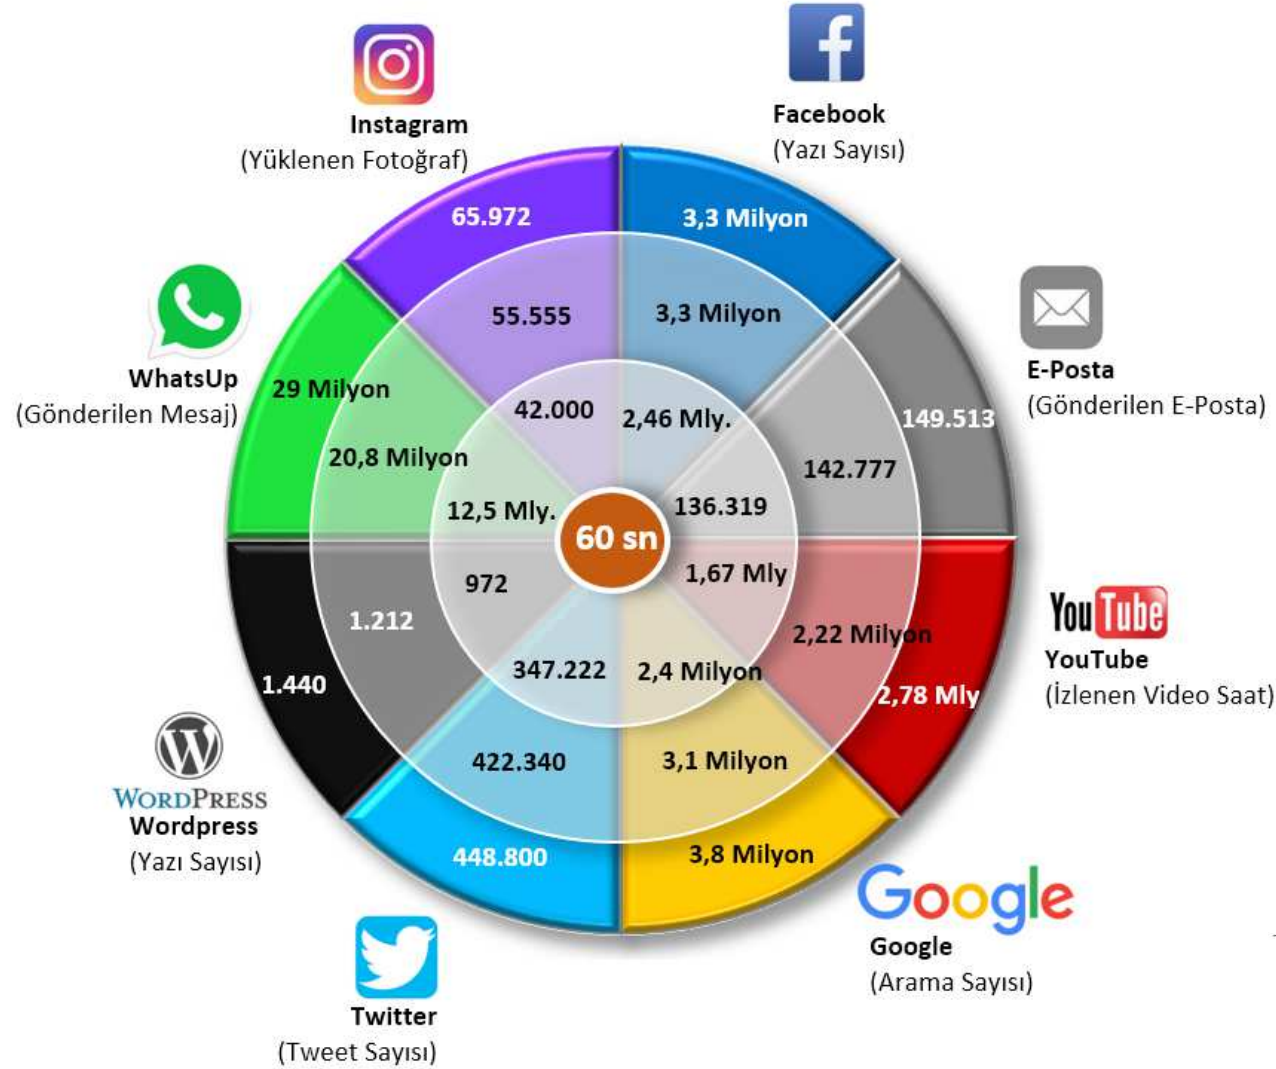 Instagram
(Yüklenen Fotoğraf)
Facebook
(Yazı Sayısı)
65.972
3,3 Milyon
55.555
3,3 Milyon
42.000
2,46 Mly.
WhatsUp
(Gönderilen Mesaj)
29 Milyon
20,8 Milyon
12,5 Mly.
E-Posta
(Gönderilen E-Posta)
149.513
142.777
136.319
60 sn
972
1.212
1.440
1,67 Mly
2,22 Milyon
2,78 Mly
You Tube
YouTube
(İzlenen Video Saat)
347.222
2,4 Milyon
422.340
3,1 Milyon
448.800
3,8 Milyon
W
WORDPRESS
Wordpress
(Yazı Sayısı)
Google
Google
(Arama Sayısı)
Twitter
(Tweet Sayısı)